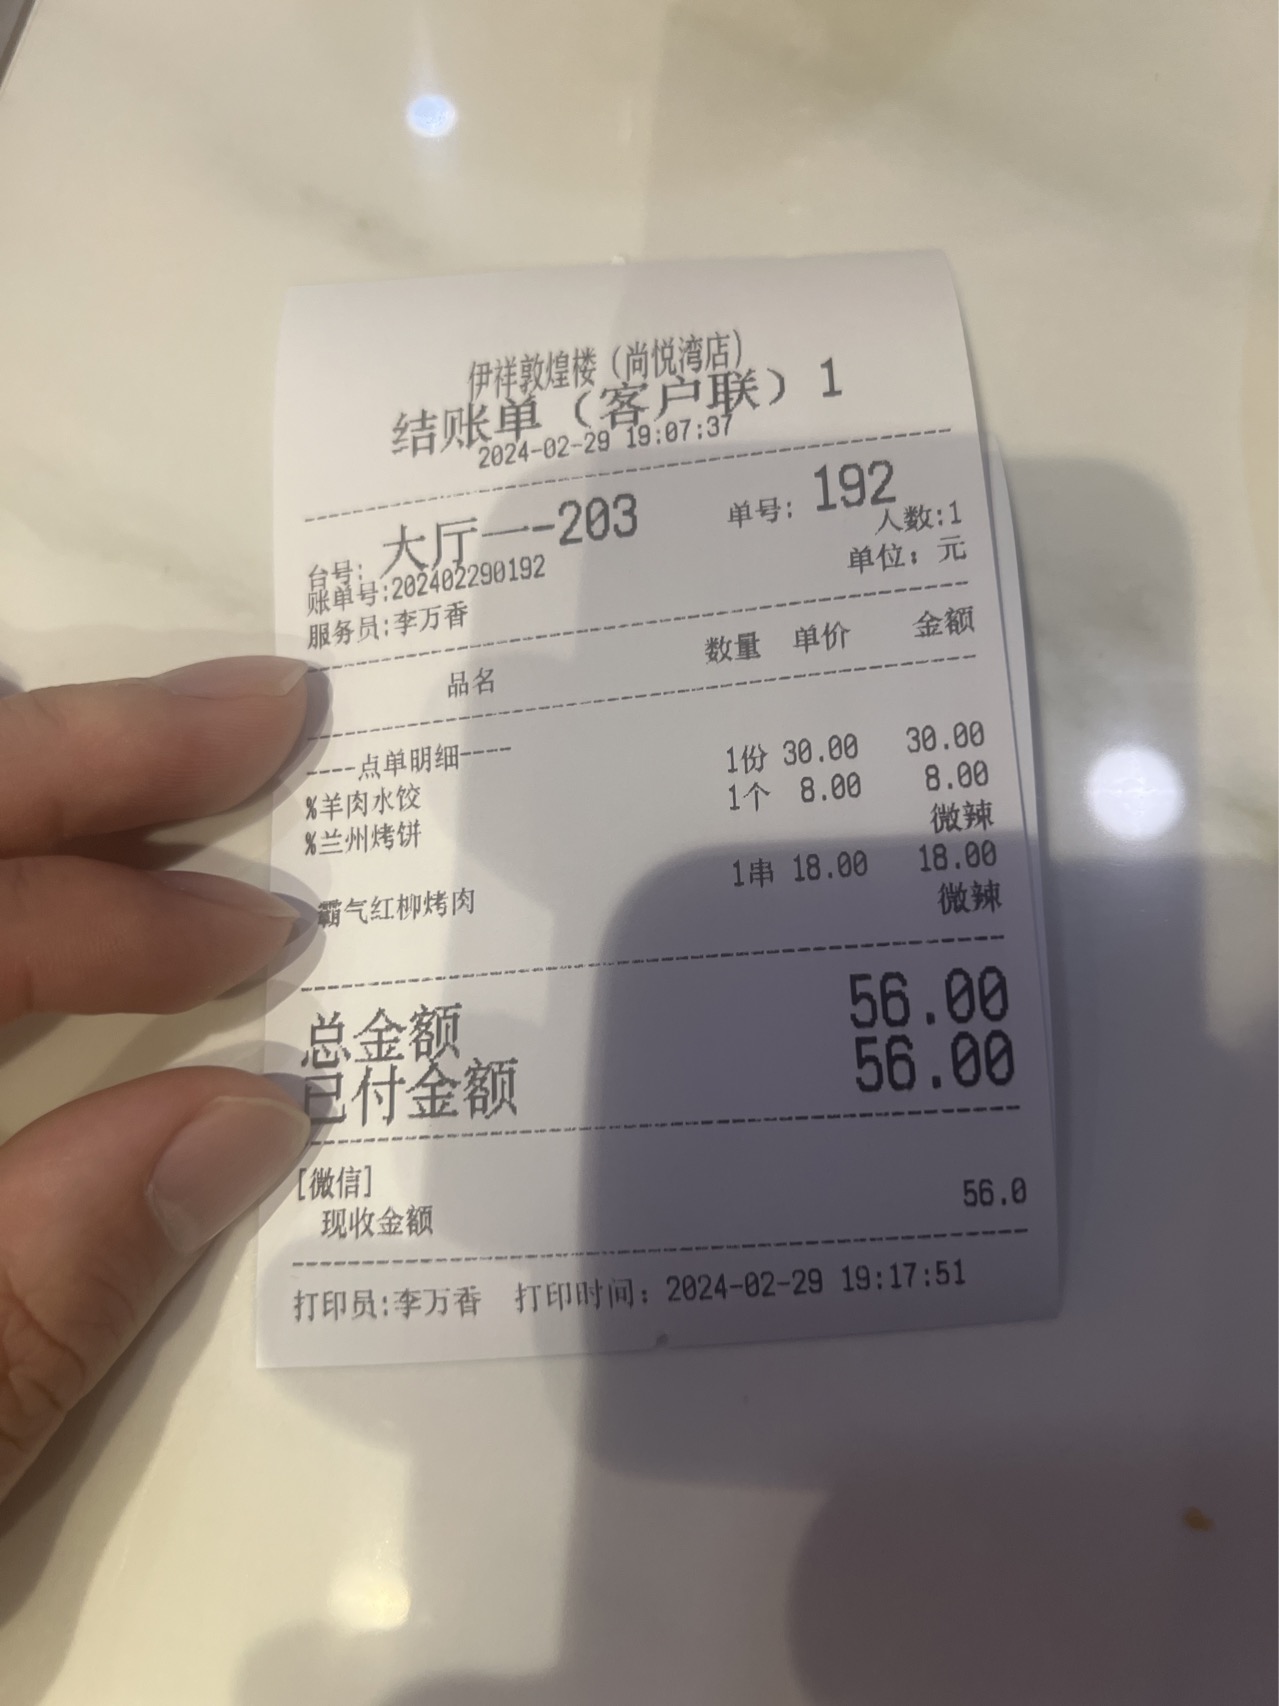 伊祥敦煌楼（尚悦湾店）
结账单（客户联）1
2024-02-29 19:07:37
台号: 大厅一-203 单号: 192
账单号:202402290192 人数:1
服务员:李万香 单位: 元
品名 数量 单价 金额
----点单明细----
%羊肉水饺 1份 30.00 30.00
%兰州烤饼 1个 8.00 8.00
微辣
霸气红柳烤肉 1串 18.00 18.00
微辣
总金额 56.00
已付金额 56.00
[微信]
现收金额 56.0
打印员:李万香 打印时间: 2024-02-29 19:17:51